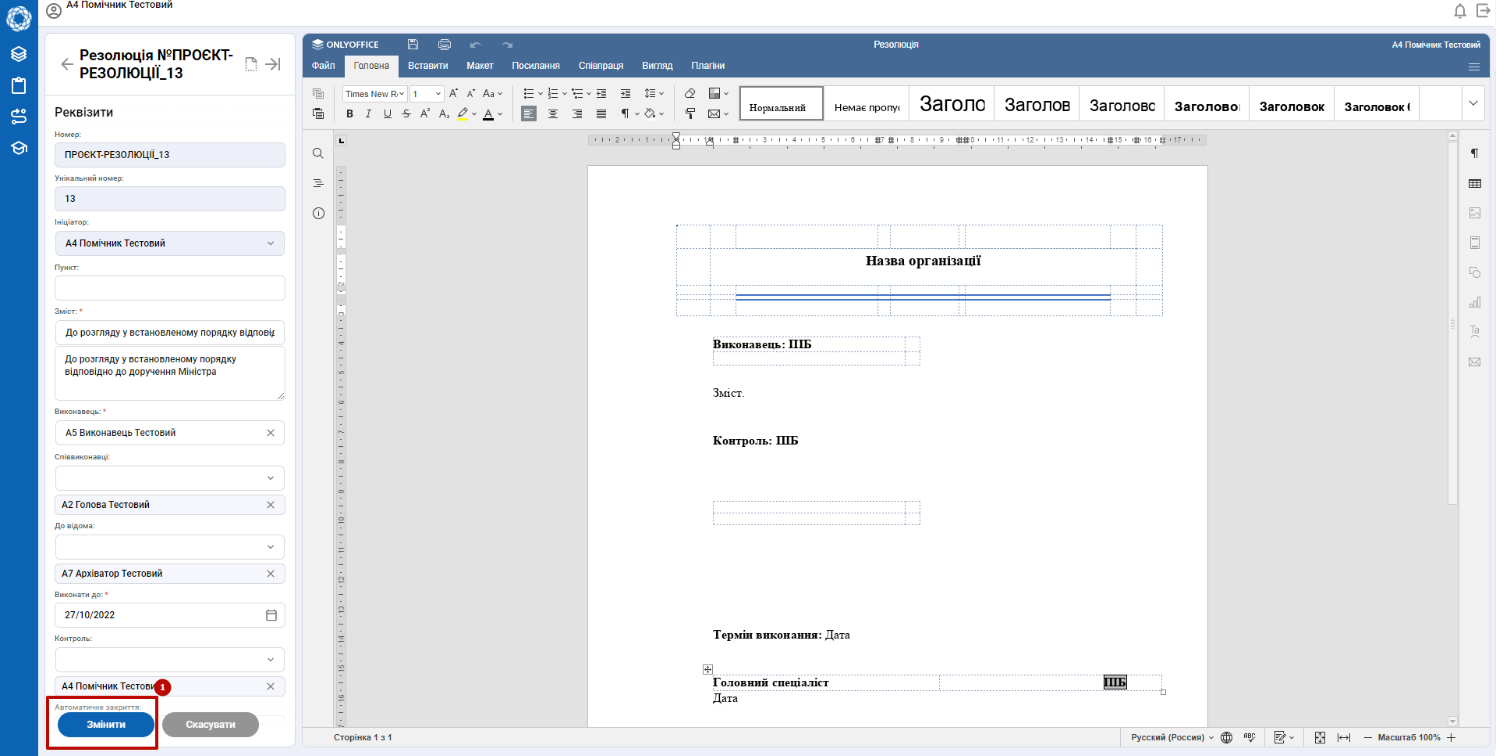 А4 Помічник Тестовий
Резолюція №ПРОЄКТ-
РЕЗОЛЮЦІЇ_13
Реквізити
Номер:
ПРОЄКТ-РЕЗОЛЮЦІЇ_13
Унікальний номер:
13
Ініціатор:
А4 Помічник Тестовий
Пункт:
Зміст: *
До розгляду у встановленому порядку відповід
До розгляду у встановленому порядку
відповідно до доручення Міністра
Виконавець: *
А5 Виконавець Тестовий
Співвиконавці:
А2 Голова Тестовий
До відома:
А7 Архіватор Тестовий
Виконати до: *
27/10/2022
Контроль:
А4 Помічник Тестови
1
Автоматичне закриття:
Змінити
Скасувати
ONLYOFFICE
Резолюція
А4 Помічник Тестовий
Файл
Головна
Вставити
Макет
Посилання
Співпраця
Вигляд
Плагіни
Times New R
1
Нормальний
Немає пропу
Заголо
Заголов
Заголовс
Заголово
Заголовок
Заголовок
Назва організації
Виконавець: ПІБ
Зміст.
Контроль: ПІБ
Термін виконання: Дата
Головний спеціаліст
ПІБ
Дата
Сторінка 1 з 1
Русский (Россия)
Масштаб 100%